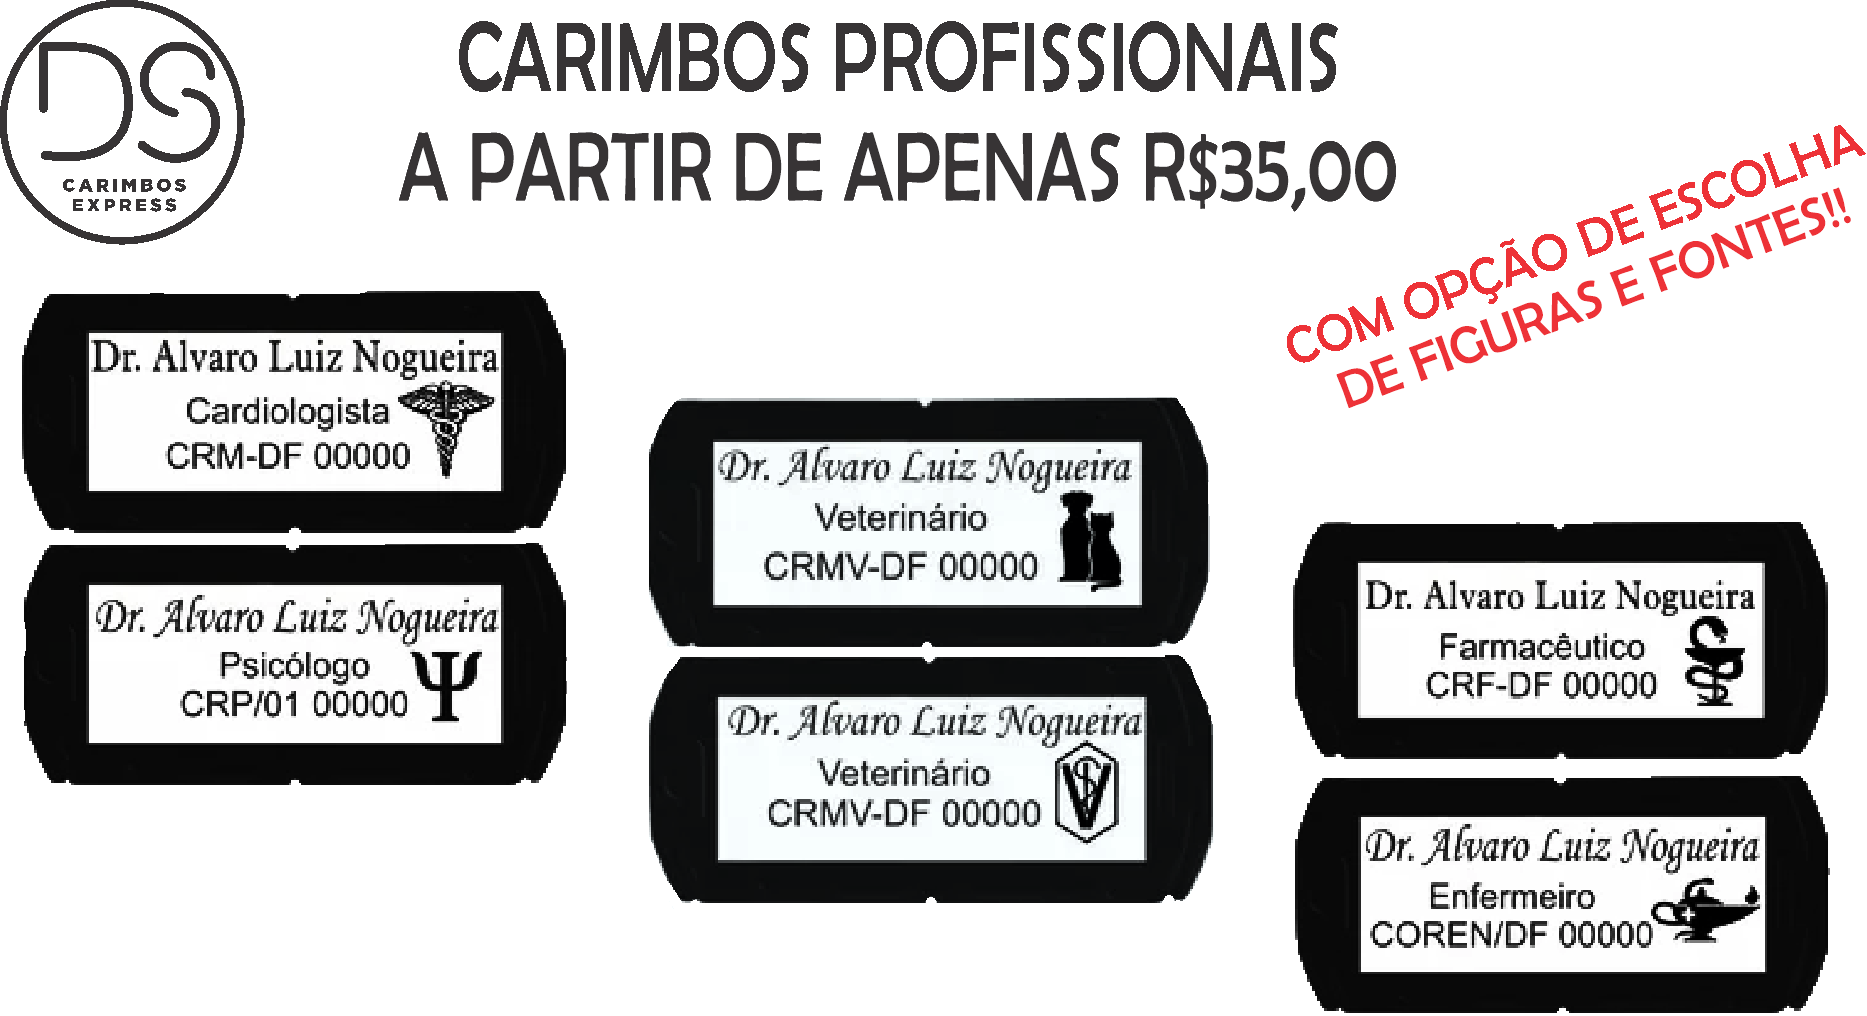 DS
CARIMBOS
EXPRESS
CARIMBOS PROFISSIONAIS
A PARTIR DE APENAS R$35,00
COM OPÇÃO DE ESCOLHA
DE FIGURAS E FONTES!!
Dr. Alvaro Luiz Nogueira
Cardiologista
CRM-DF 00000
Dr. Alvaro Luiz Nogueira
Psicólogo
CRP/01 00000
Dr. Alvaro Luiz Nogueira
Veterinário
CRMV-DF 00000
Dr. Alvaro Luiz Nogueira
Veterinário
CRMV-DF 00000
Dr. Alvaro Luiz Nogueira
Farmacêutico
CRF-DF 00000
Dr. Alvaro Luiz Nogueira
Enfermeiro
COREN/DF 00000